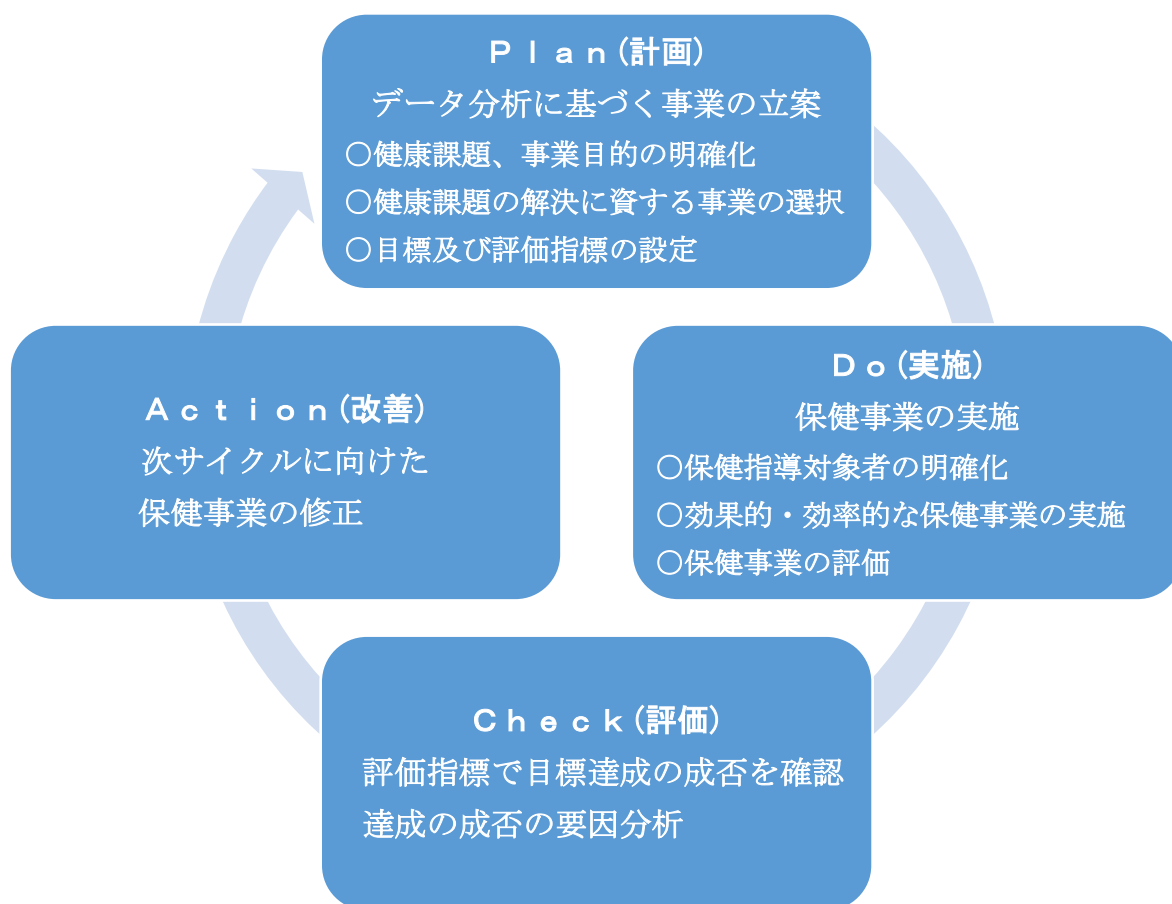 Ｐｌａｎ(計画)
データ分析に基づく事業の立案
○健康課題、事業目的の明確化
○健康課題の解決に資する事業の選択
○目標及び評価指標の設定
Ｄｏ(実施)
保健事業の実施
○保健指導対象者の明確化
○効果的・効率的な保健事業の実施
○保健事業の評価
Ｃｈｅｃｋ(評価)
評価指標で目標達成の成否を確認
達成の成否の要因分析
Ａｃｔｉｏｎ(改善)
次サイクルに向けた
保健事業の修正